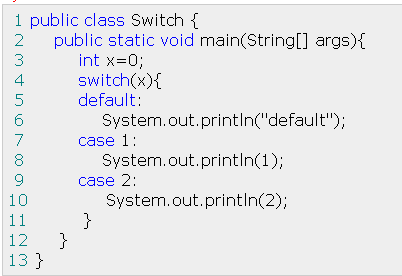 1 public class Switch {
2 public static void main(String[] args){
3 int x=0;
4 switch(x){
5 default:
6 System.out.println("default");
7 case 1:
8 System.out.println(1);
9 case 2:
10 System.out.println(2);
11 }
12 }
13 }